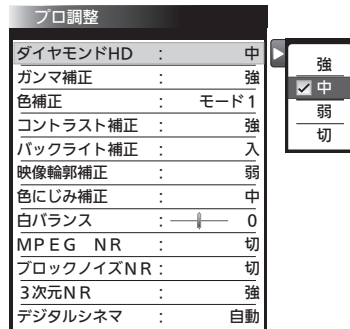 プロ調整
ダイヤモンドHD : 中
ガンマ補正 : 強
色補正 : モード1
コントラスト補正 : 強
バックライト補正 : 入
映像輪郭補正 : 弱
色にじみ補正 : 中
白バランス : 0
MPEG NR : 切
ブロックノイズNR : 切
3次元NR : 強
デジタルシネマ : 自動
強
中
弱
切